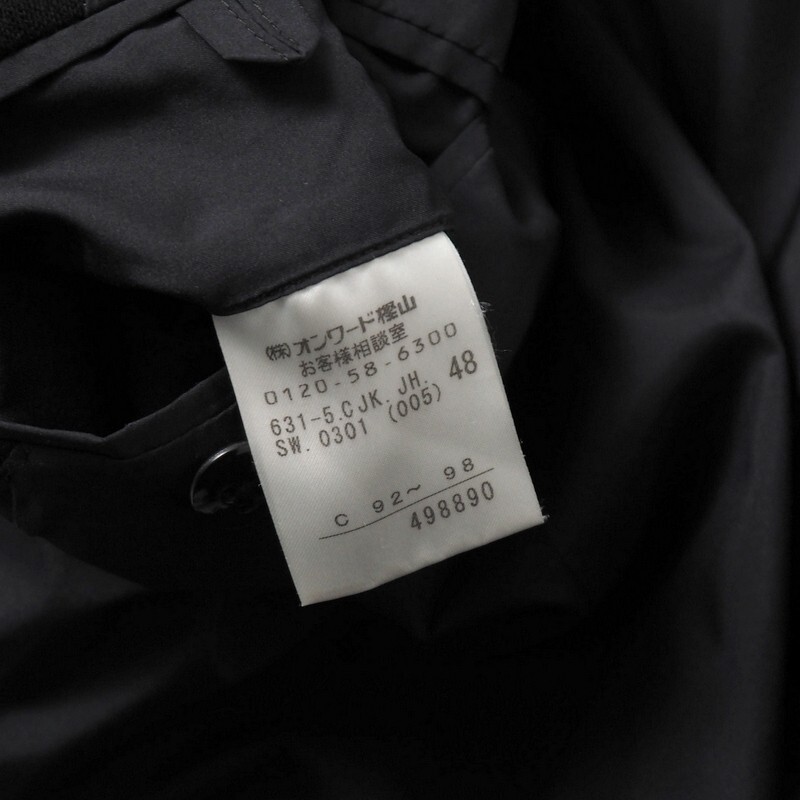 ㈱オンワード樫山
お客様相談室
0120-58-6300
631-5.CJK.JH. 48
SW.0301 (005)
C 92〜 98
498890